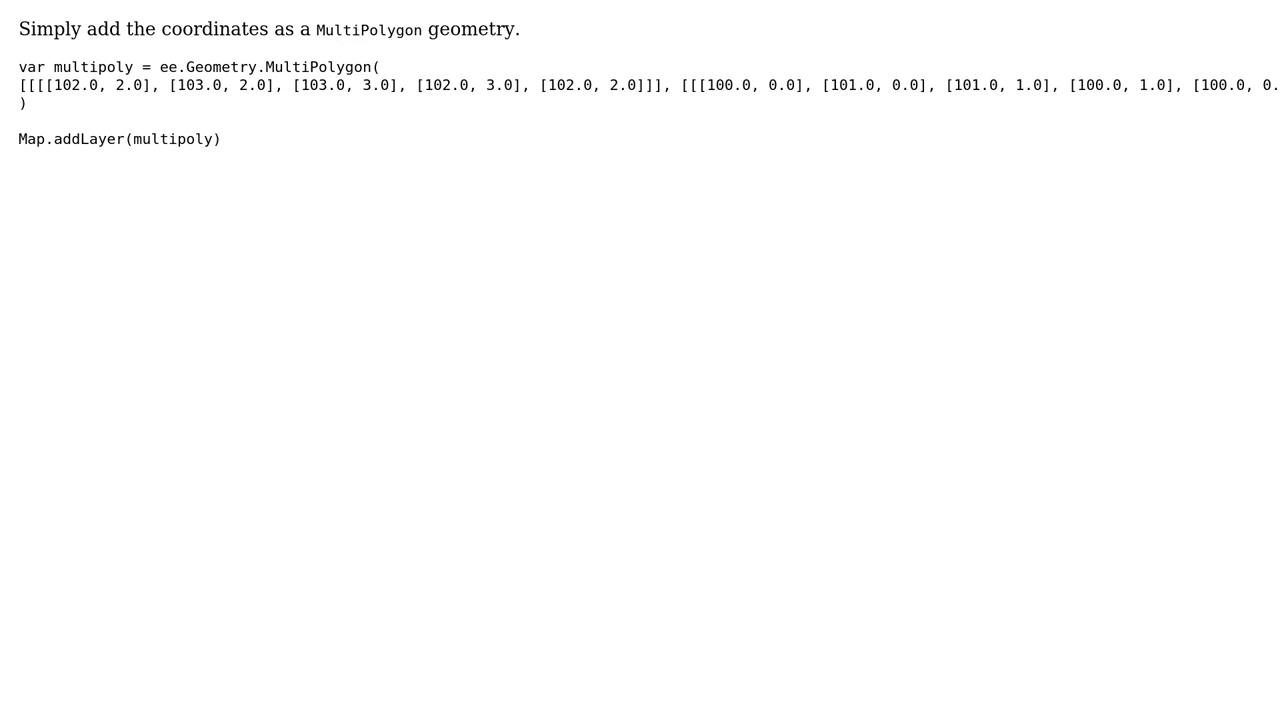 Simply add the coordinates as a MultiPolygon geometry.
var multipoly = ee.Geometry.MultiPolygon(
[[[[102.0, 2.0], [103.0, 2.0], [103.0, 3.0], [102.0, 3.0], [102.0, 2.0]]], [[[100.0, 0.0], [101.0, 0.0], [101.0, 1.0], [100.0, 1.0], [100.0, 0.
)
Map.addLayer(multipoly)